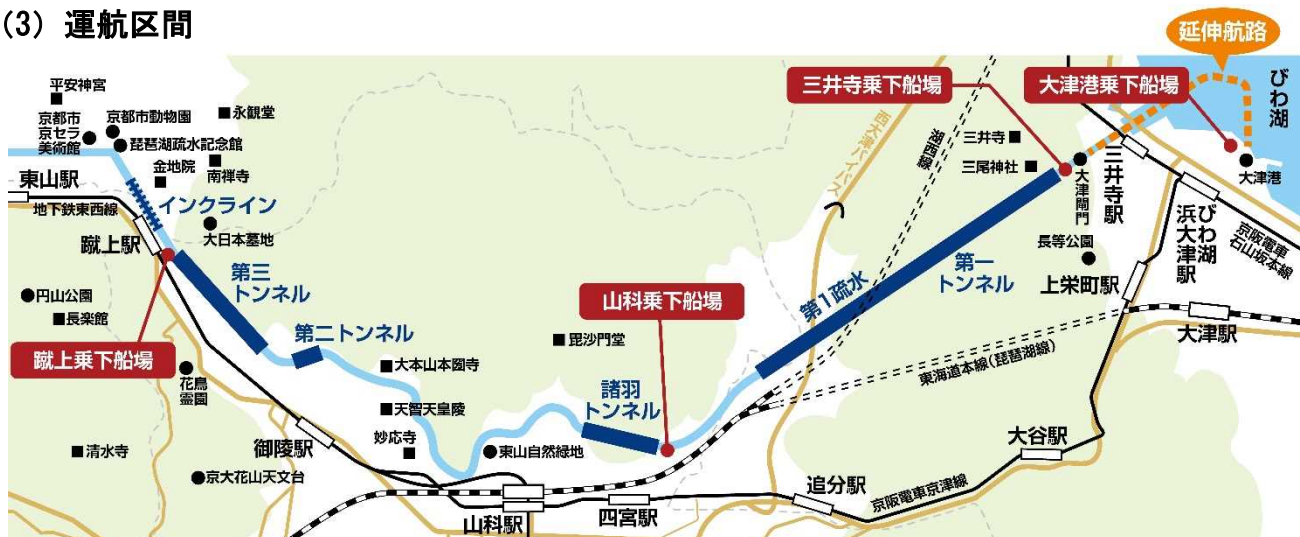 (3) 運航区間
延伸航路
平安神宮
京都市動物園
永観堂
京都市
京セラ
美術館
琵琶湖疏水記念館
金地院
南禅寺
東山駅
地下鉄東西線
インクライン
大日本墓地
蹴上駅
第三
トンネル
円山公園
長楽館
第二トンネル
蹴上乗下船場
花鳥
霊園
大本山本圀寺
天智天皇陵
妙応寺
清水寺
御陵駅
京大花山天文台
東山自然緑地
毘沙門堂
諸羽
トンネル
山科乗下船場
山科駅
四宮駅
追分駅
京阪電車京津線
大谷駅
第1疏水
第一
トンネル
西大津バイパス
湖西線
三井寺乗下船場
三井寺
三尾神社
大津閘門
三井寺駅
大津港乗下船場
びわ湖
大津港
長等公園
上栄町駅
びわ湖
浜大津駅
京阪電車
石山坂本線
大津駅
東海道本線(琵琶湖線)